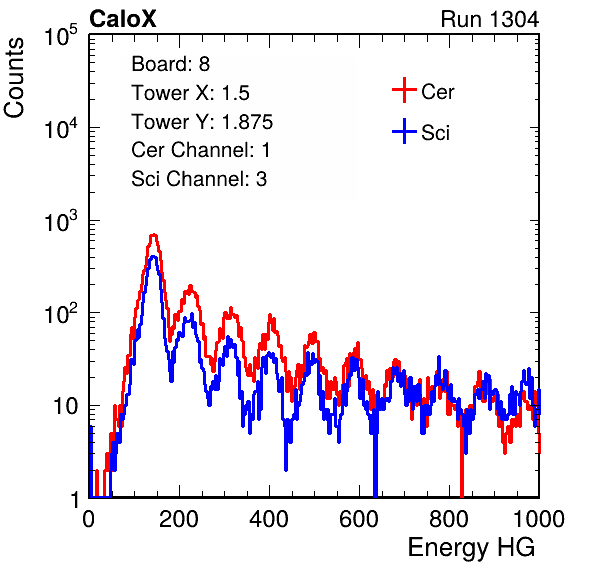 CaloX Run 1304
Counts
10^5
10^4
10^3
10^2
10
1
Board: 8
Tower X: 1.5
Tower Y: 1.875
Cer Channel: 1
Sci Channel: 3
Cer
Sci
0 200 400 600 800 1000
Energy HG